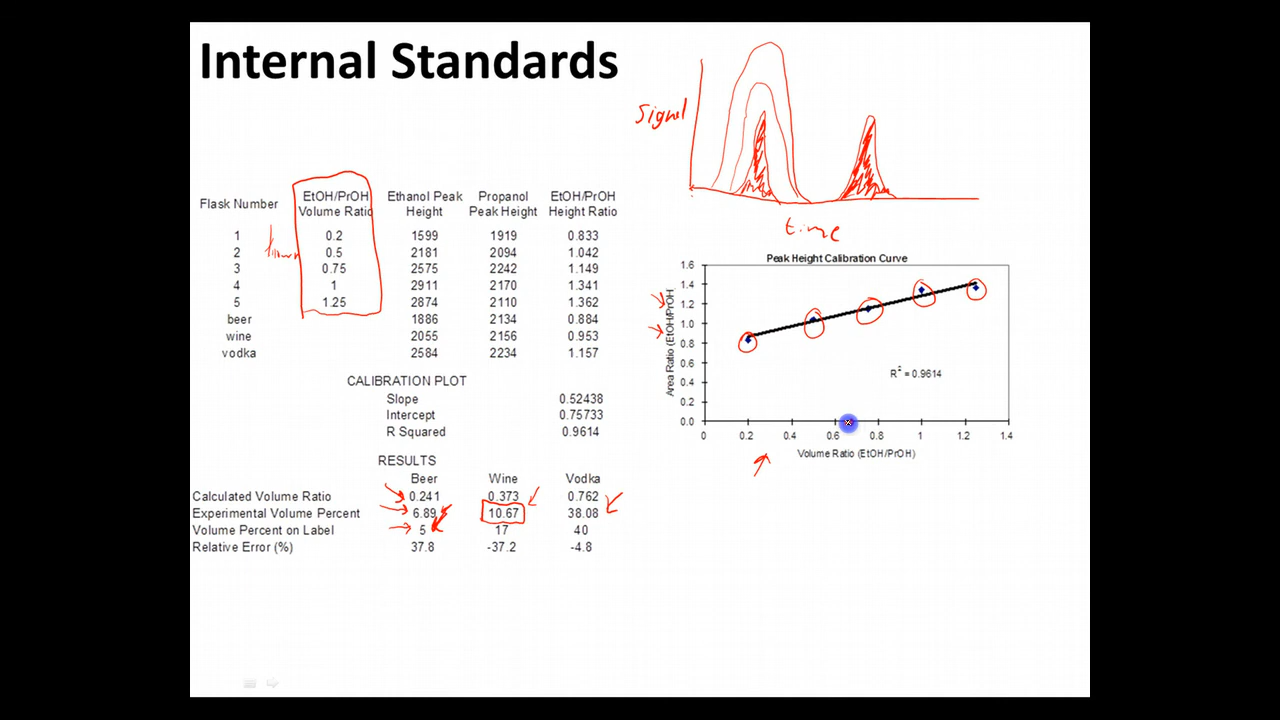 Internal Standards
Signal
time
Flask Number EtOH/PrOH Volume Ratio Ethanol Peak Height Propanol Peak Height EtOH/PrOH Height Ratio
1 0.2 1599 1919 0.833
2 0.5 2181 2094 1.042
3 0.75 2575 2242 1.149
4 1 2911 2170 1.341
5 1.25 2874 2110 1.362
beer 1886 2134 0.884
wine 2055 2156 0.953
vodka 2584 2234 1.157
known
CALIBRATION PLOT
Slope 0.52438
Intercept 0.75733
R Squared 0.9614
RESULTS
Beer Wine Vodka
Calculated Volume Ratio 0.241 0.373 0.762
Experimental Volume Percent 6.89 10.67 38.08
Volume Percent on Label 5 17 40
Relative Error (%) 37.8 -37.2 -4.8
Peak Height Calibration Curve
1.6
1.4
1.2
1.0
0.8
0.6
0.4
0.2
0.0
Area Ratio (EtOH/PrOH)
R² = 0.9614
0 0.2 0.4 0.6 0.8 1 1.2 1.4
Volume Ratio (EtOH/PrOH)